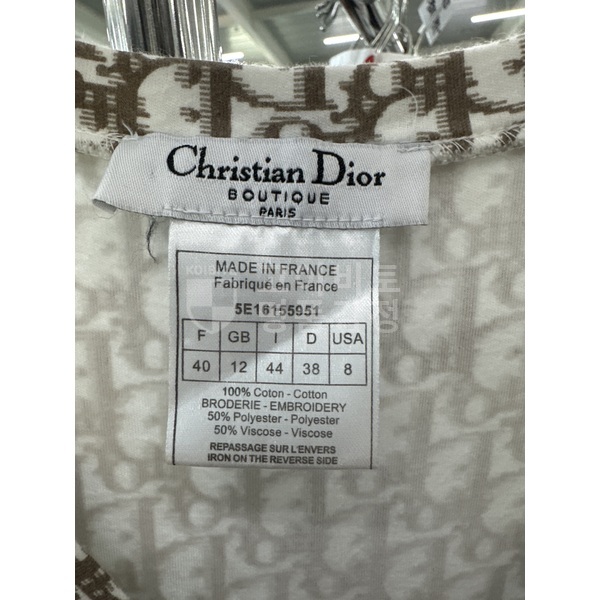 Christian Dior
BOUTIQUE
PARIS
MADE IN FRANCE
Fabriqué en France
5E16155951
F GB I D USA
40 12 44 38 8
100% Coton - Cotton
BRODERIE - EMBROIDERY
50% Polyester - Polyester
50% Viscose - Viscose
REPASSAGE SUR L'ENVERS
IRON ON THE REVERSE SIDE